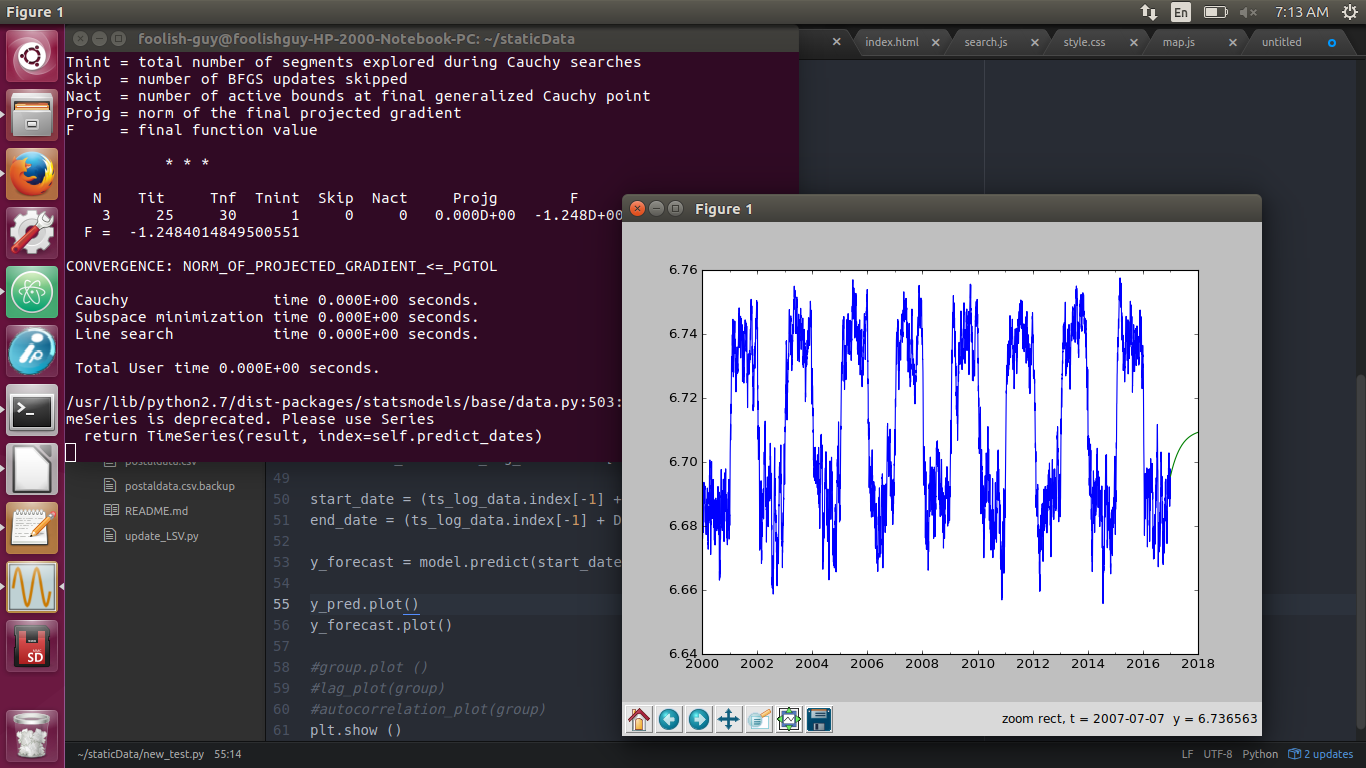 Figure 1
En
7:13 AM
foolish-guy@foolishguy-HP-2000-Notebook-PC: ~/staticData
index.html
search.js
style.css
map.js
untitled
Tnint = total number of segments explored during Cauchy searches
Skip  = number of BFGS updates skipped
Nact  = number of active bounds at final generalized Cauchy point
Projg = norm of the final projected gradient
F     = final function value
* * *
N    Tit     Tnf  Tnint  Skip  Nact     Projg        F
3     25      30      1     0     0   0.000D+00  -1.248D+00
F =  -1.2484014849500551
CONVERGENCE: NORM_OF_PROJECTED_GRADIENT_<=_PGTOL
Cauchy                time 0.000E+00 seconds.
Subspace minimization time 0.000E+00 seconds.
Line search           time 0.000E+00 seconds.
Total User time 0.000E+00 seconds.
/usr/lib/python2.7/dist-packages/statsmodels/base/data.py:503:
meSeries is deprecated. Please use Series
return TimeSeries(result, index=self.predict_dates)
postaldata.csv.backup
README.md
update_LSV.py
49
50 start_date = (ts_log_data.index[-1] +
51 end_date = (ts_log_data.index[-1] + D
52
53 y_forecast = model.predict(start_date
54
55 y_pred.plot()
56 y_forecast.plot()
57
58 #group.plot ()
59 #lag_plot(group)
60 #autocorrelation_plot(group)
61 plt.show ()
~/staticData/new_test.py 55:14
LF UTF-8 Python 2 updates
Figure 1
6.76
6.74
6.72
6.70
6.68
6.66
6.64
2000 2002 2004 2006 2008 2010 2012 2014 2016 2018
zoom rect, t = 2007-07-07 y = 6.736563
SD